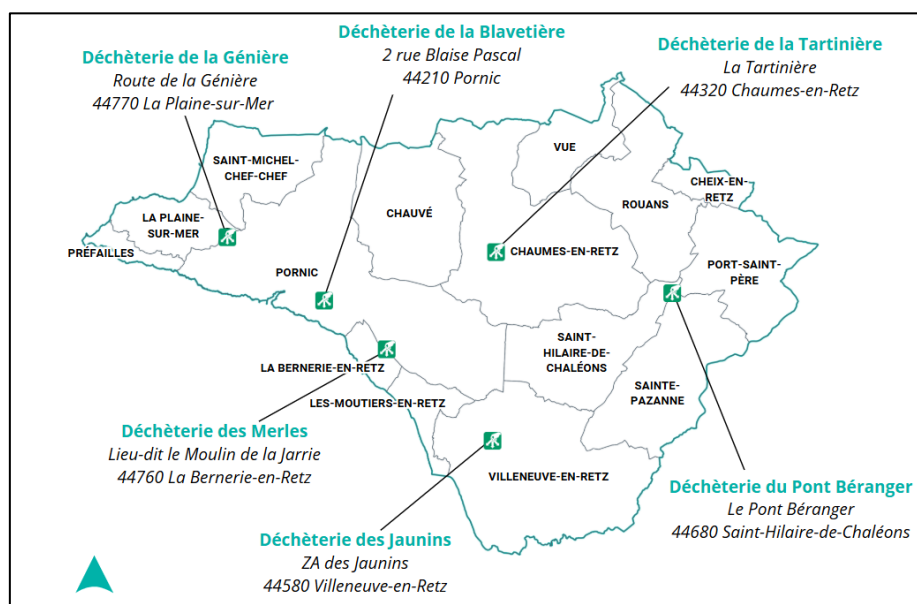 Déchèterie de la Blavetière
2 rue Blaise Pascal
44210 Pornic
Déchèterie de la Génière
Route de la Génière
44770 La Plaine-sur-Mer
Déchèterie de la Tartinière
La Tartinière
44320 Chaumes-en-Retz
SAINT-MICHEL-
CHEF-CHEF
VUE
CHEIX-EN-
RETZ
ROUANS
CHAUVÉ
LA PLAINE-
SUR-MER
PRÉFAILLES
CHAUMES-EN-RETZ
PORT-SAINT-
PÈRE
PORNIC
SAINT-
HILAIRE-DE-
CHALÉONS
LA BERNERIE-EN-RETZ
SAINTE-
PAZANNE
LES-MOUTIERS-EN-RETZ
VILLENEUVE-EN-RETZ
Déchèterie des Merles
Lieu-dit le Moulin de la Jarrie
44760 La Bernerie-en-Retz
Déchèterie du Pont Béranger
Le Pont Béranger
44680 Saint-Hilaire-de-Chaléons
Déchèterie des Jaunins
ZA des Jaunins
44580 Villeneuve-en-Retz